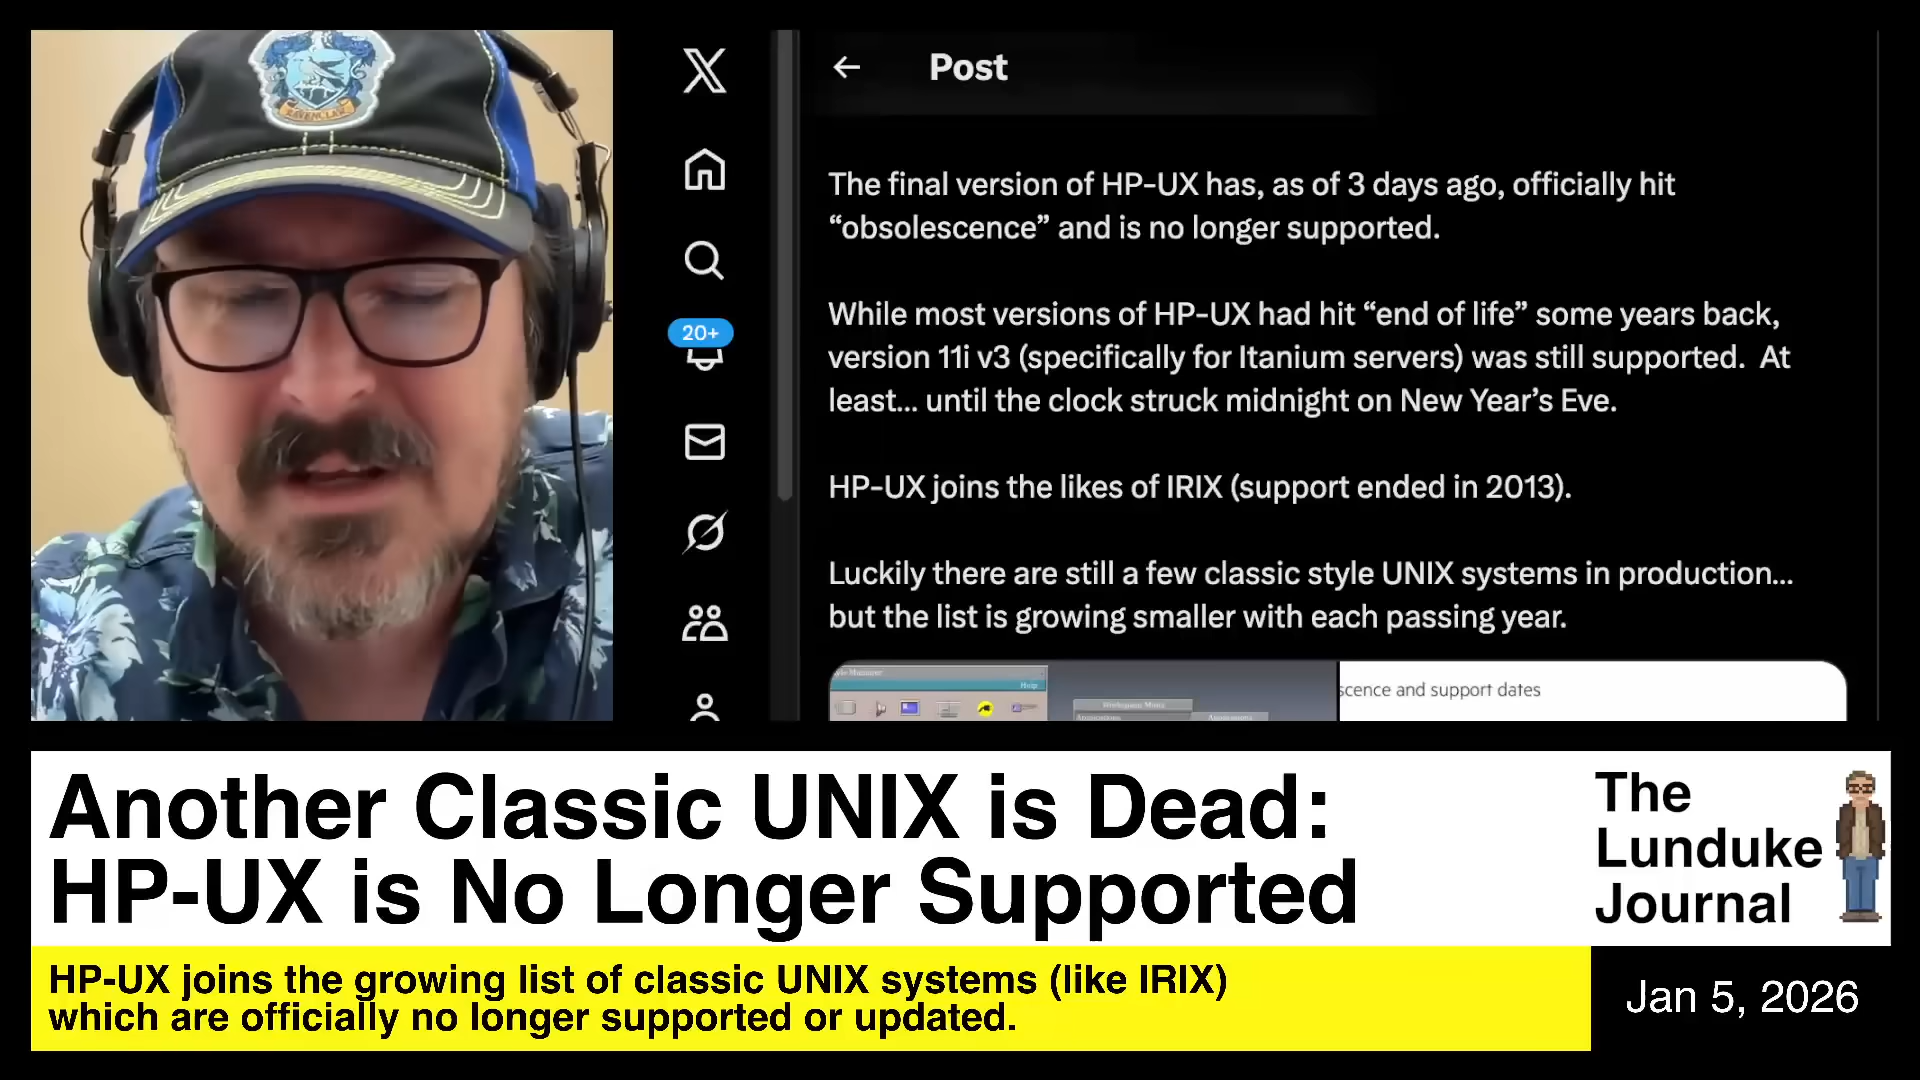 RAVENCLAW
20+
Post
The final version of HP-UX has, as of 3 days ago, officially hit
“obsolescence” and is no longer supported.
While most versions of HP-UX had hit “end of life” some years back,
version 11i v3 (specifically for Itanium servers) was still supported.  At
least... until the clock struck midnight on New Year’s Eve.
HP-UX joins the likes of IRIX (support ended in 2013).
Luckily there are still a few classic style UNIX systems in production...
but the list is growing smaller with each passing year.
Help
Workspace Menu
scence and support dates
Another Classic UNIX is Dead:
HP-UX is No Longer Supported
The
Lunduke
Journal
HP-UX joins the growing list of classic UNIX systems (like IRIX)
which are officially no longer supported or updated.
Jan 5, 2026